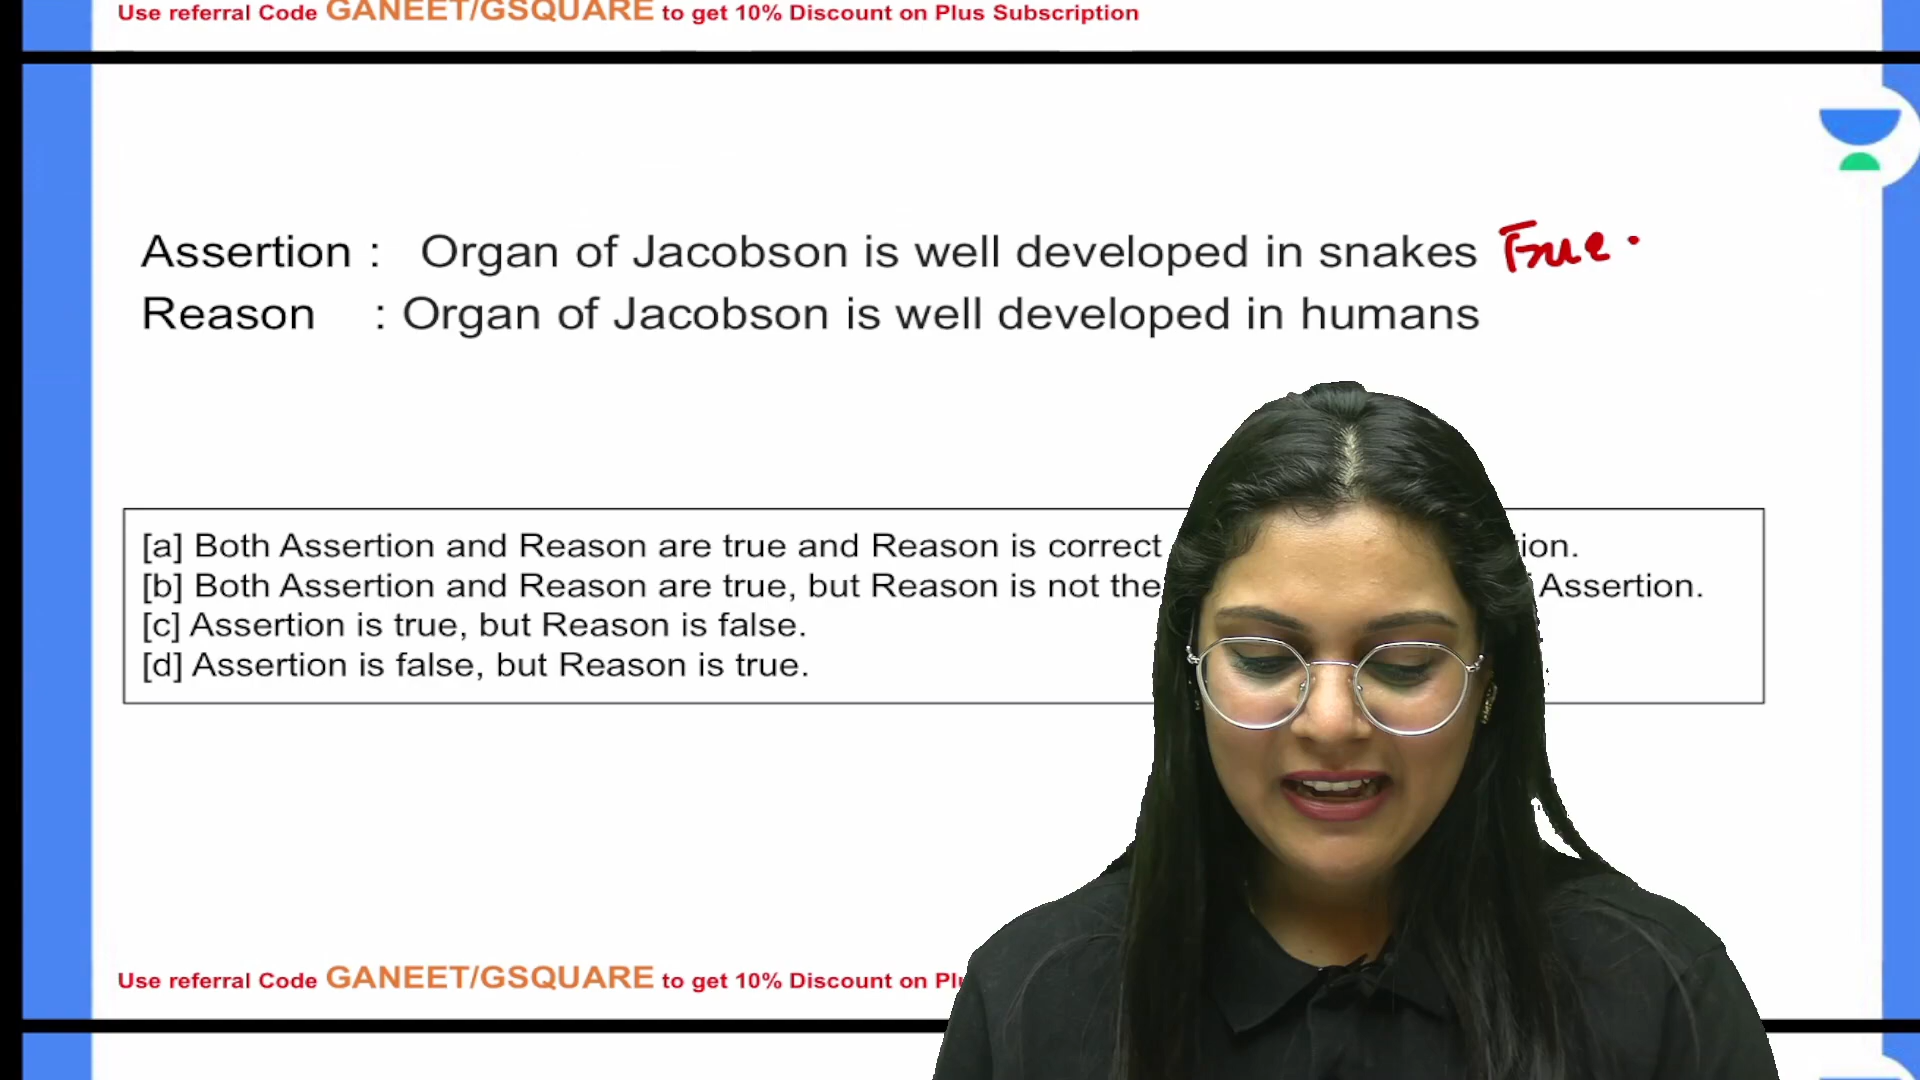 Use referral Code GANEET/GSQUARE to get 10% Discount on Plus Subscription
Assertion : Organ of Jacobson is well developed in snakes True.
Reason : Organ of Jacobson is well developed in humans
[a] Both Assertion and Reason are true and Reason is correct
[b] Both Assertion and Reason are true, but Reason is not the Assertion.
[c] Assertion is true, but Reason is false.
[d] Assertion is false, but Reason is true.
Use referral Code GANEET/GSQUARE to get 10% Discount on